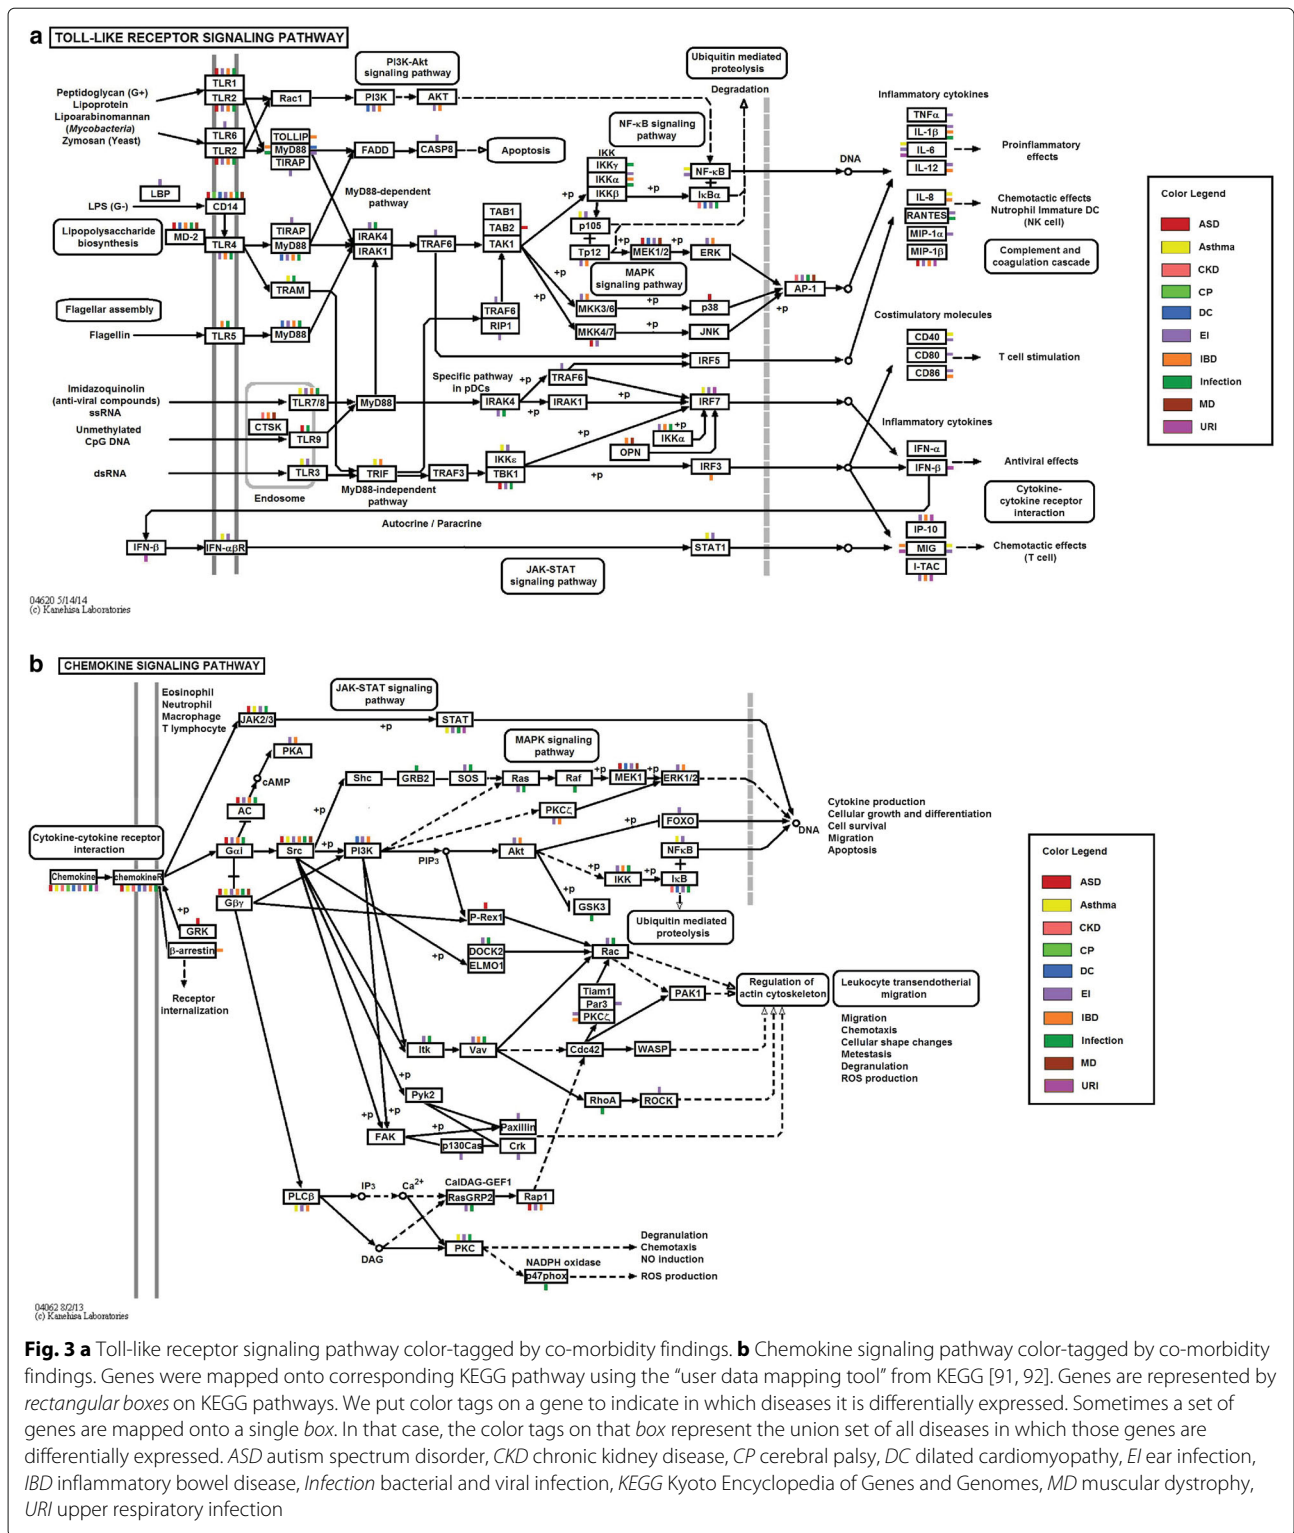 a TOLL-LIKE RECEPTOR SIGNALING PATHWAY
PI3K-Akt
signaling pathway
Ubiquitin mediated
proteolysis
Degradation
Peptidoglycan (G+)
Lipoprotein
Lipoarabinomannan
(Mycobacteria)
Zymosan (Yeast)
TLR1
TLR2
TLR6
TLR2
Rac1
PI3K
AKT
TOLLIP
MyD88
TIRAP
FADD
CASP8
Apoptosis
NF-κB signaling
pathway
IKK
IKKγ
IKKα
IKKβ
NF-κB
IκBα
+p
+p
DNA
Inflammatory cytokines
TNFα
IL-1β
IL-6
IL-12
Proinflammatory
effects
LBP
LPS (G-)
CD14
Lipopolysaccharide
biosynthesis
MD-2
TLR4
TIRAP
MyD88
TRAM
MyD88-dependent
pathway
IRAK4
IRAK1
TRAF6
+p
TAB1
TAB2
TAK1
p105
Tp12
+p
+p
MEK1/2
+p
ERK
MAPK
signaling pathway
IL-8
RANTES
MIP-1α
MIP-1β
Chemotactic effects
Nutrophil Immature DC
(NK cell)
Complement and
coagulation cascade
Flagellar assembly
Flagellin
TLR5
MyD88
TRAF6
RIP1
+p
+p
MKK3/6
+p
p38
MKK4/7
+p
JNK
AP-1
+p
IRF5
Costimulatory molecules
CD40
CD80
CD86
T cell stimulation
Imidazoquinolin
(anti-viral compounds)
ssRNA
Unmethylated
CpG DNA
dsRNA
TLR7/8
CTSK
TLR9
TLR3
Endosome
MyD88
TRIF
MyD88-independent
pathway
TRAF3
Specific pathway
in pDCs
IRAK4
+p
TRAF6
+p
IRAK1
+p
+p
IRF7
IKKα
+p
OPN
+p
IKKε
TBK1
+p
IRF3
Inflammatory cytokines
IFN-α
IFN-β
Antiviral effects
Cytokine-
cytokine receptor
interaction
Autocrine / Paracrine
IFN-β
IFN-αβR
JAK-STAT
signaling pathway
STAT1
IP-10
MIG
I-TAC
Chemotactic effects
(T cell)
Color Legend
ASD
Asthma
CKD
CP
DC
EI
IBD
Infection
MD
URI
04620 5/14/14
(c) Kanehisa Laboratories
b CHEMOKINE SIGNALING PATHWAY
Eosinophil
Neutrophil
Macrophage
T lymphocyte
JAK2/3
JAK-STAT signaling
pathway
+p
STAT
PKA
cAMP
AC
MAPK signaling
pathway
Shc
GRB2
SOS
Ras
Raf
+p
MEK1
+p
ERK1/2
+p
PKCζ
FOXO
+p
DNA
Cytokine production
Cellular growth and differentiation
Cell survival
Migration
Apoptosis
Cytokine-cytokine receptor
interaction
Chemokine
chemokineR
Gαi
Src
+p
PI3K
PIP3
Akt
+p
IKK
+p
NFκB
IκB
GSK3
Ubiquitin mediated
proteolysis
Gβγ
+p
GRK
β-arrestin
Receptor
internalization
P-Rex1
+p
DOCK2
ELMO1
Rac
Tiam1
Par3
PKCζ
PAK1
Regulation of
actin cytoskeleton
Leukocyte transendotherial
migration
Migration
Chemotaxis
Cellular shape changes
Metastasis
Degranulation
ROS production
Itk
Vav
Cdc42
WASP
+p
Pyk2
RhoA
ROCK
+p
+p
FAK
+p
Paxillin
p130Cas
Crk
PLCβ
IP3
Ca2+
CalDAG-GEF1
RasGRP2
Rap1
DAG
PKC
Degranulation
Chemotaxis
NO induction
NADPH oxidase
p47phox
ROS production
Color Legend
ASD
Asthma
CKD
CP
DC
EI
IBD
Infection
MD
URI
04062 8/2/13
(c) Kanehisa Laboratories
Fig. 3 a Toll-like receptor signaling pathway color-tagged by co-morbidity findings. b Chemokine signaling pathway color-tagged by co-morbidity
findings. Genes were mapped onto corresponding KEGG pathway using the “user data mapping tool” from KEGG [91, 92]. Genes are represented by
rectangular boxes on KEGG pathways. We put color tags on a gene to indicate in which diseases it is differentially expressed. Sometimes a set of
genes are mapped onto a single box. In that case, the color tags on that box represent the union set of all diseases in which those genes are
differentially expressed. ASD autism spectrum disorder, CKD chronic kidney disease, CP cerebral palsy, DC dilated cardiomyopathy, EI ear infection,
IBD inflammatory bowel disease, Infection bacterial and viral infection, KEGG Kyoto Encyclopedia of Genes and Genomes, MD muscular dystrophy,
URI upper respiratory infection